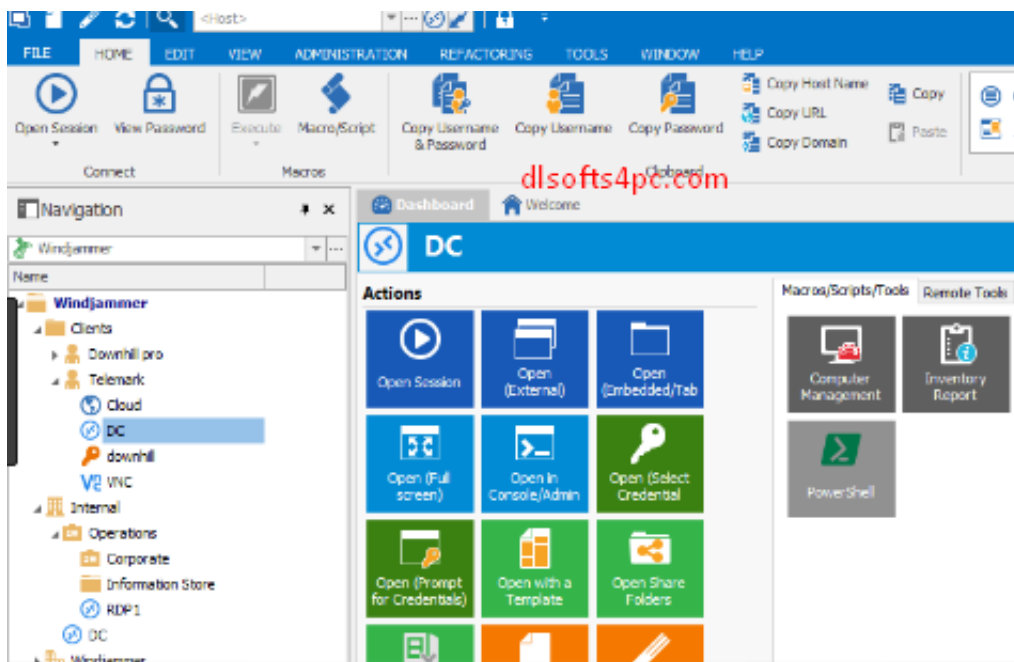 <Host>
FILE HOME EDIT VIEW ADMINISTRATION REFACTORING TOOLS WINDOW HELP
Open Session View Password Execute Macro/Script Copy Username & Password Copy Username Copy Password
Copy Host Name
Copy URL
Copy Domain
Copy
Paste
Connect Macros Clipboard
dlsofts4pc.com
Navigation
Dashboard Welcome
Windjammer
DC
Name
Windjammer
Clients
Downhill pro
Telemark
Cloud
DC
downhill
VNC
Internal
Operations
Corporate
Information Store
RDP1
DC
Windjammer
Actions
Open Session
Open
(External)
Open
(Embedded/Tab
Open (Full
screen)
Open in
Console/Admin
Open (Select
Credential
Open (Prompt
for Credentials)
Open with a
Template
Open Share
Folders
Macros/Scripts/Tools Remote Tools
Computer
Management
Inventory
Report
PowerShell